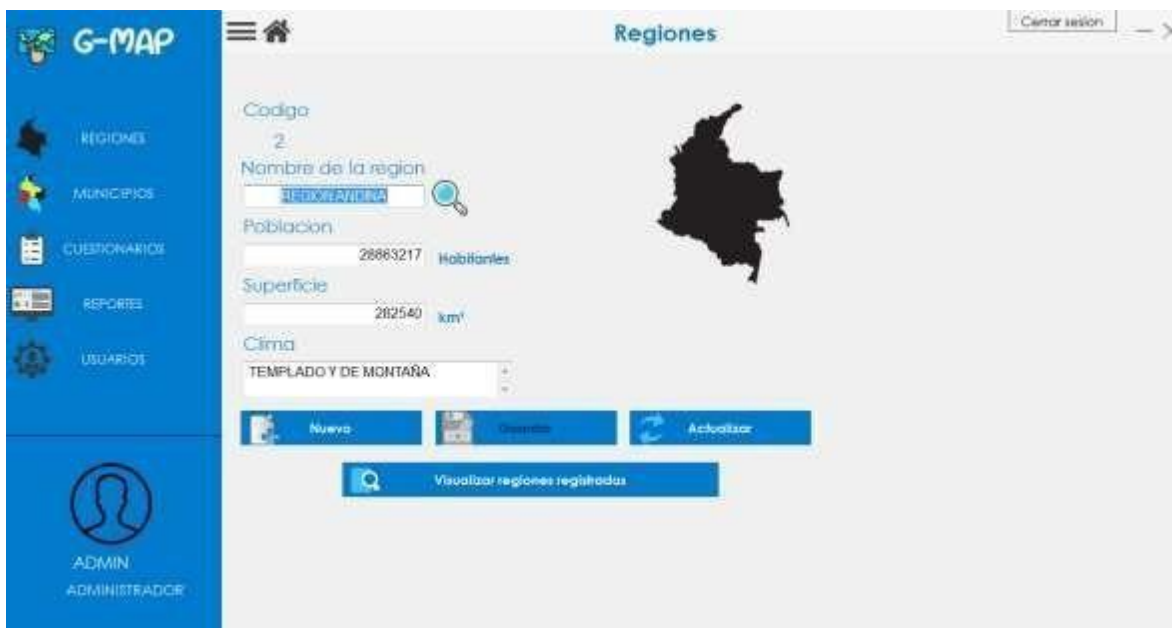 G-MAP
Regiones
Cerrar sesion
REGIONES
MUNICIPIOS
CUESTIONARIOS
REPORTES
USUARIOS
ADMIN
ADMINISTRADOR
Codigo
2
Nombre de la region
REGION ANDINA
Poblacion
28863217 Habitantes
Superficie
282540 km²
Clima
TEMPLADO Y DE MONTAÑA
Nuevo
Guardar
Actualizar
Visualizar regiones registradas